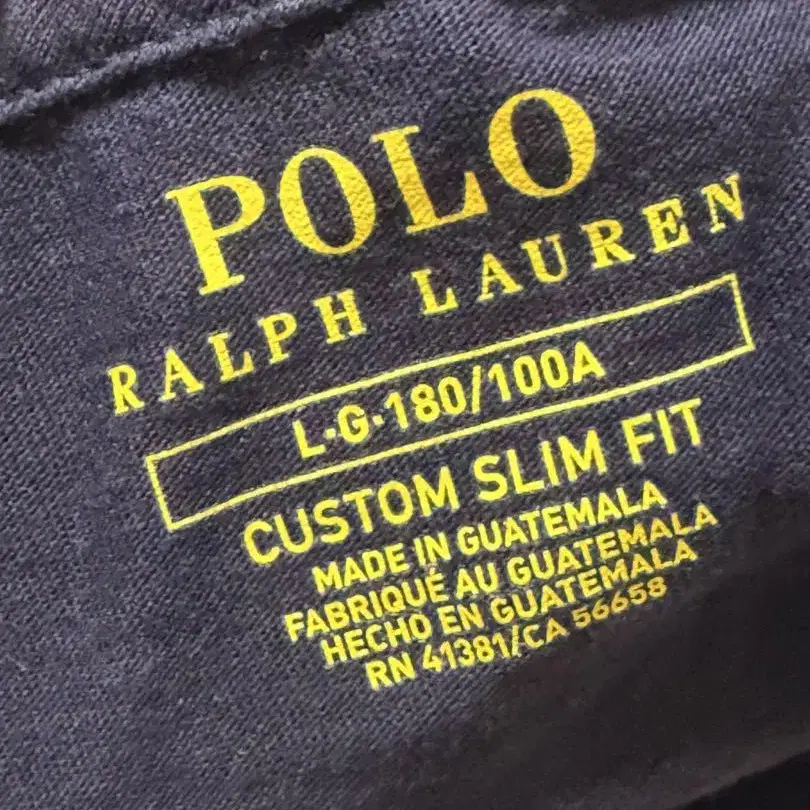 POLO
RALPH LAUREN
L·G·180/100A
CUSTOM SLIM FIT
MADE IN GUATEMALA
FABRIQUÉ AU GUATEMALA
HECHO EN GUATEMALA
RN 41381/CA 56658